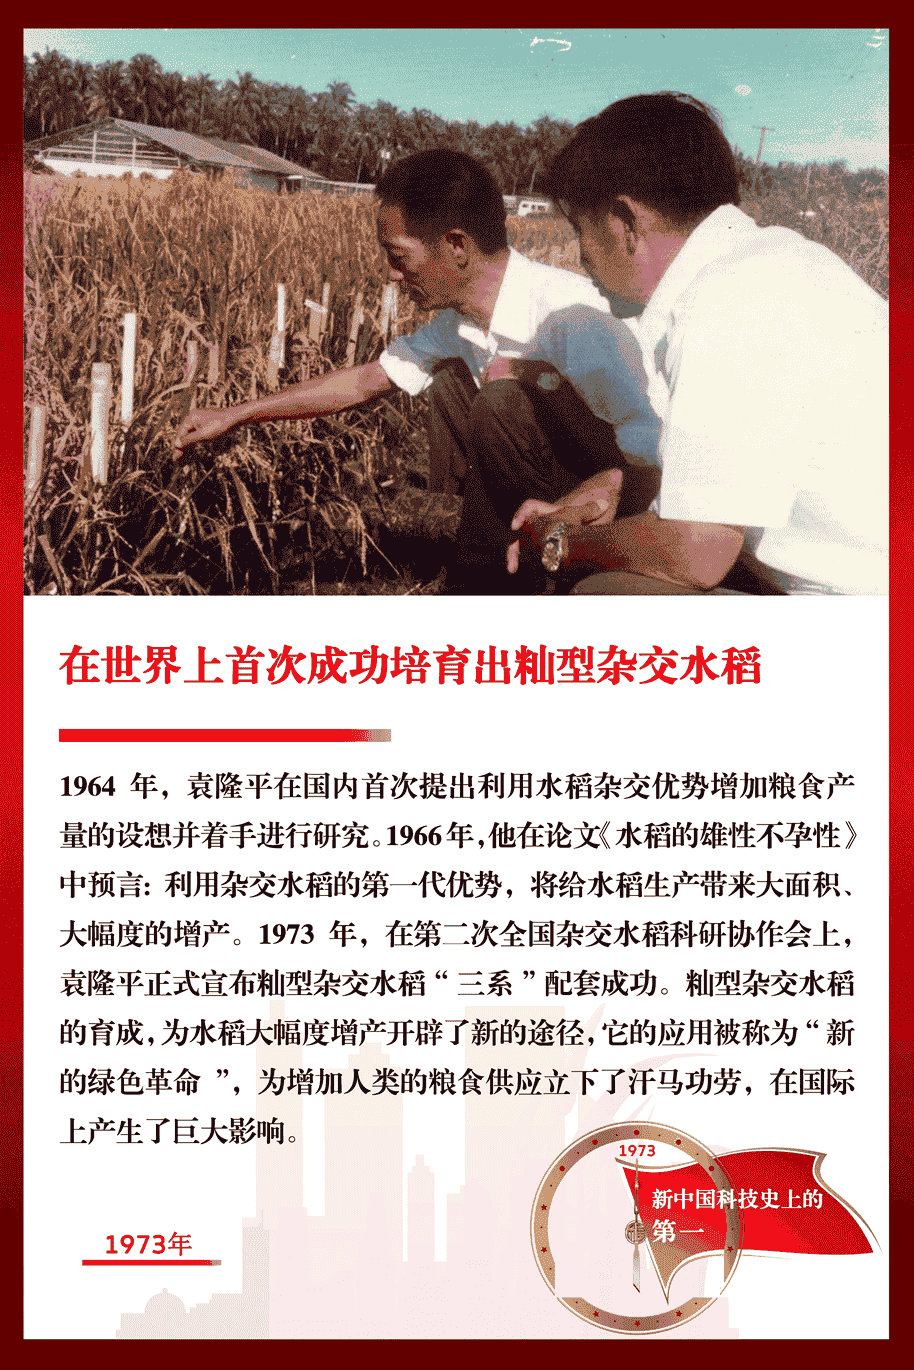 在世界上首次成功培育出籼型杂交水稻
1964 年，袁隆平在国内首次提出利用水稻杂交优势增加粮食产
量的设想并着手进行研究。1966年，他在论文《水稻的雄性不孕性》
中预言：利用杂交水稻的第一代优势，将给水稻生产带来大面积、
大幅度的增产。1973 年，在第二次全国杂交水稻科研协作会上，
袁隆平正式宣布籼型杂交水稻“三系”配套成功。籼型杂交水稻
的育成，为水稻大幅度增产开辟了新的途径，它的应用被称为“新
的绿色革命”，为增加人类的粮食供应立下了汗马功劳，在国际
上产生了巨大影响。
1973
新中国科技史上的
第一
1973年